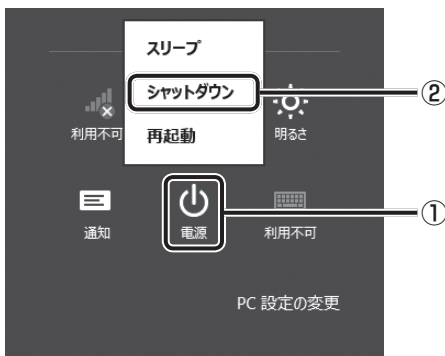 スリープ
シャットダウン
②
利用不可
再起動
明るさ
①
通知
電源
利用不可
PC 設定の変更